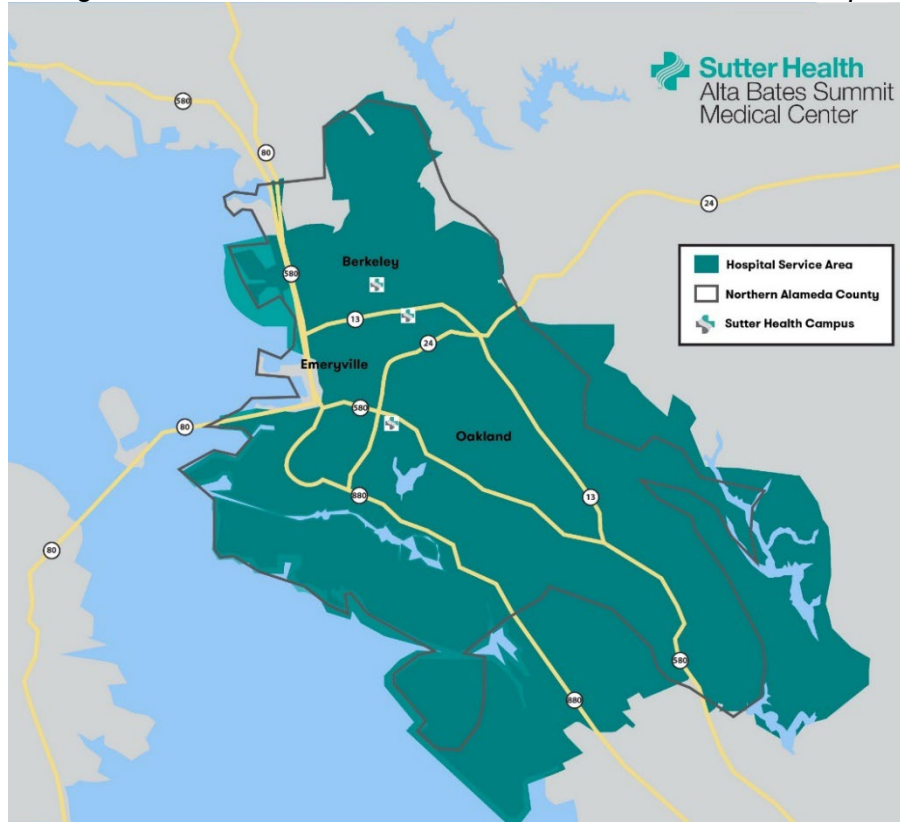 580
80
Sutter Health
Alta Bates Summit
Medical Center
24
Berkeley
580
Hospital Service Area
Northern Alameda County
Sutter Health Campus
13
24
Emeryville
580
80
Oakland
880
13
80
580
880